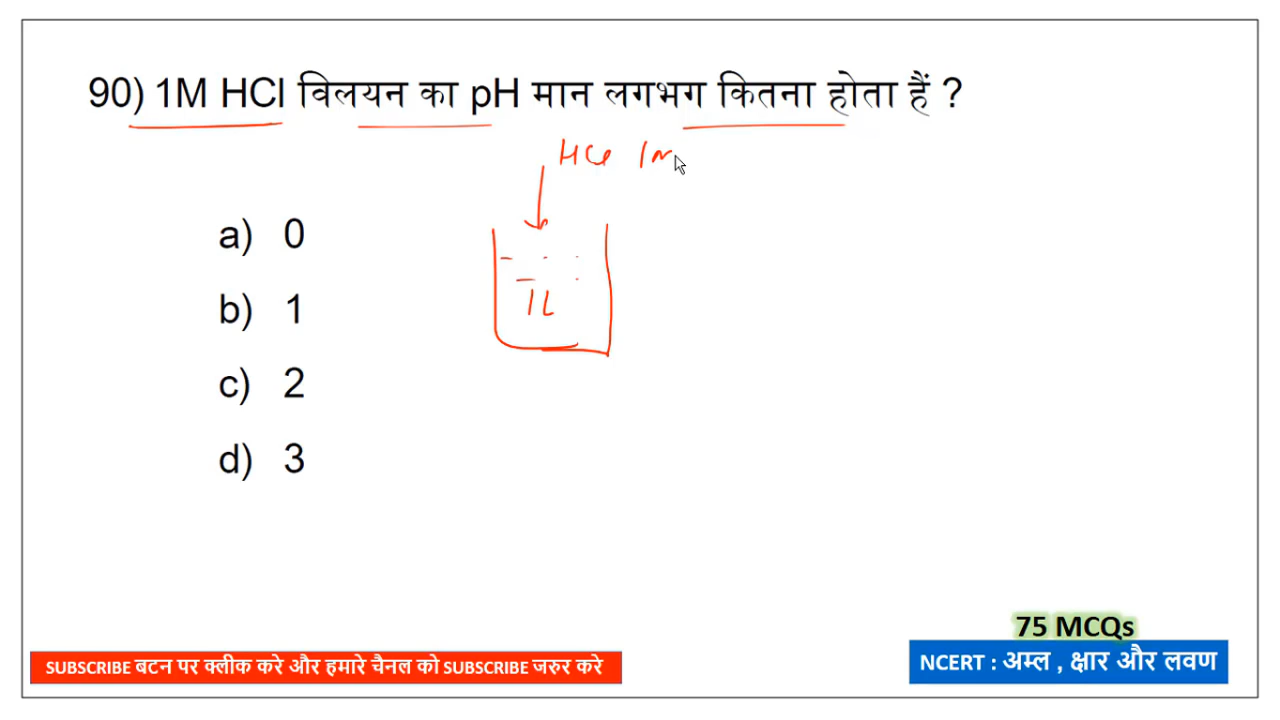 90) 1M HCl विलयन का pH मान लगभग कितना होता हैं ?
HCl 1M
a) 0
1L
b) 1
c) 2
d) 3
75 MCQs
SUBSCRIBE बटन पर क्लीक करे और हमारे चैनल को SUBSCRIBE जरुर करे
NCERT : अम्ल , क्षार और लवण